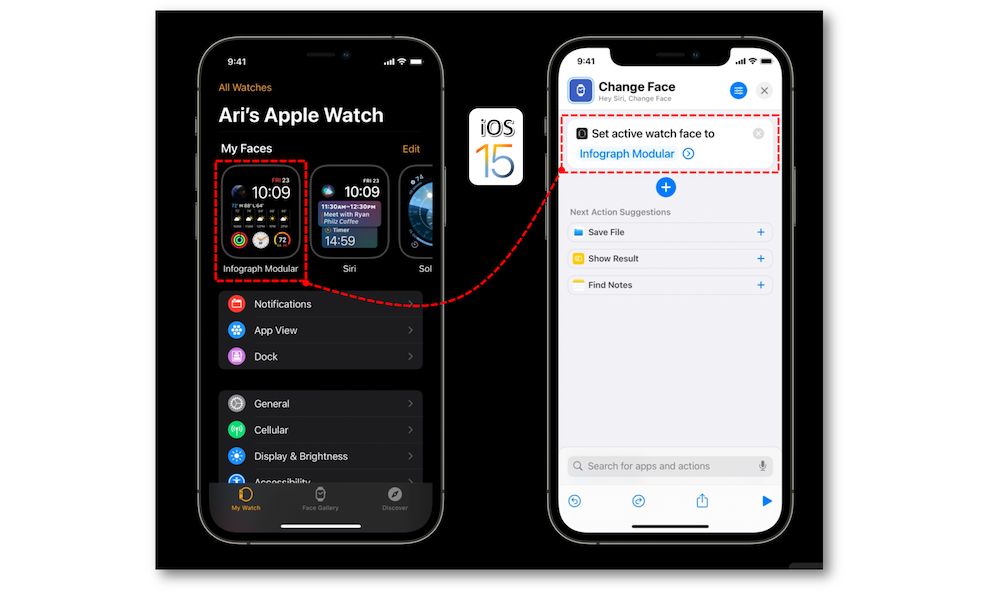 9:41
All Watches
Ari's Apple Watch
My Faces
Edit
FRI 23
10:09
72° M 88° L 64°
72
Infograph Modular
FRI 23
10:09
11:30AM–12:30PM
Meet with Ryan
Philz Coffee
Timer
14:59
Siri
74
Sol
Notifications
App View
Dock
General
Cellular
Display & Brightness
Accessibility
My Watch
Face Gallery
Discover
iOS
15
9:41
Change Face
Hey Siri, Change Face
Set active watch face to
Infograph Modular
Next Action Suggestions
Save File
Show Result
Find Notes
Search for apps and actions